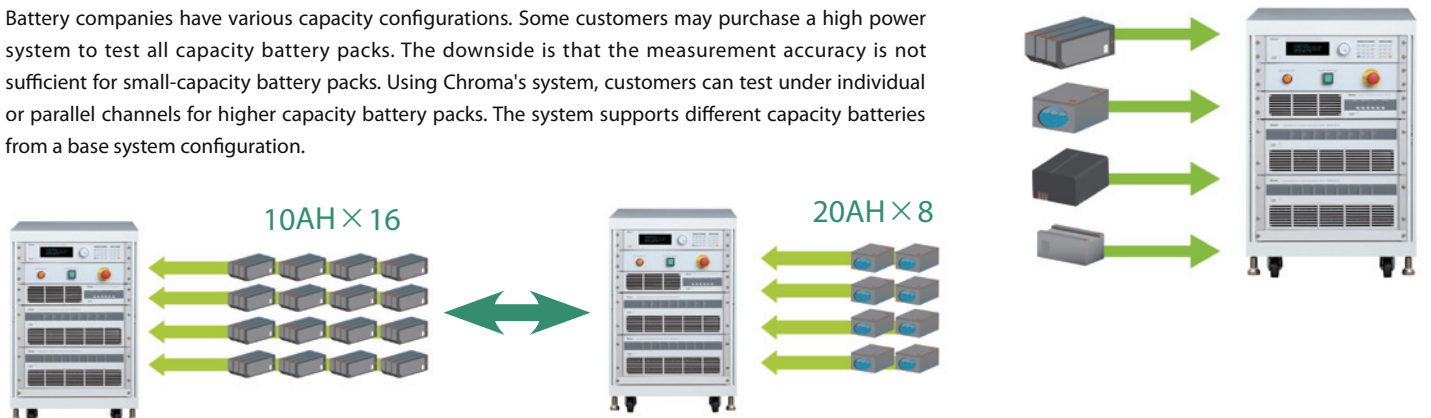 Battery companies have various capacity configurations. Some customers may purchase a high power
system to test all capacity battery packs. The downside is that the measurement accuracy is not
sufficient for small-capacity battery packs. Using Chroma's system, customers can test under individual
or parallel channels for higher capacity battery packs. The system supports different capacity batteries
from a base system configuration.
10AH×16
20AH×8